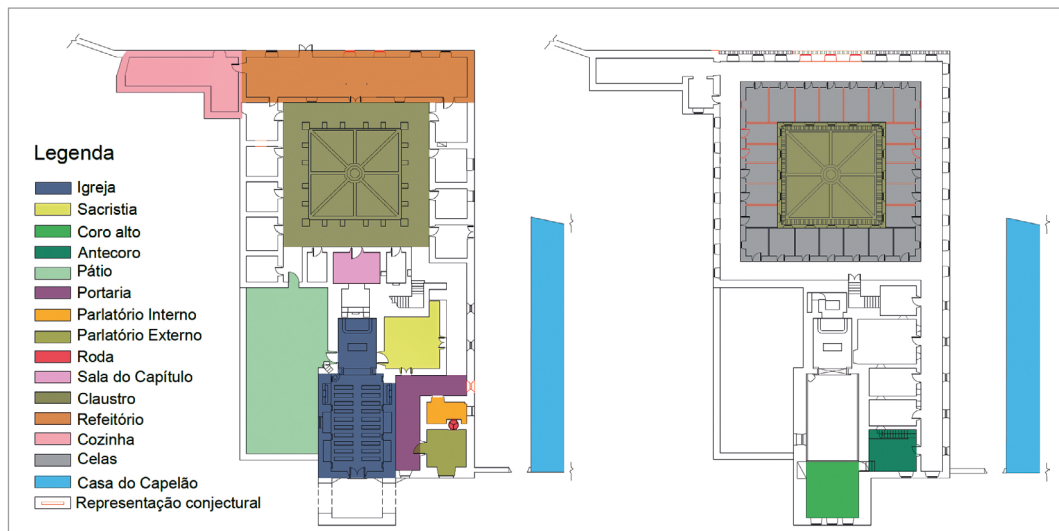 Legenda
Igreja
Sacristia
Coro alto
Antecoro
Pátio
Portaria
Parlatório Interno
Parlatório Externo
Roda
Sala do Capítulo
Claustro
Refeitório
Cozinha
Celas
Casa do Capelão
Representação conjectural